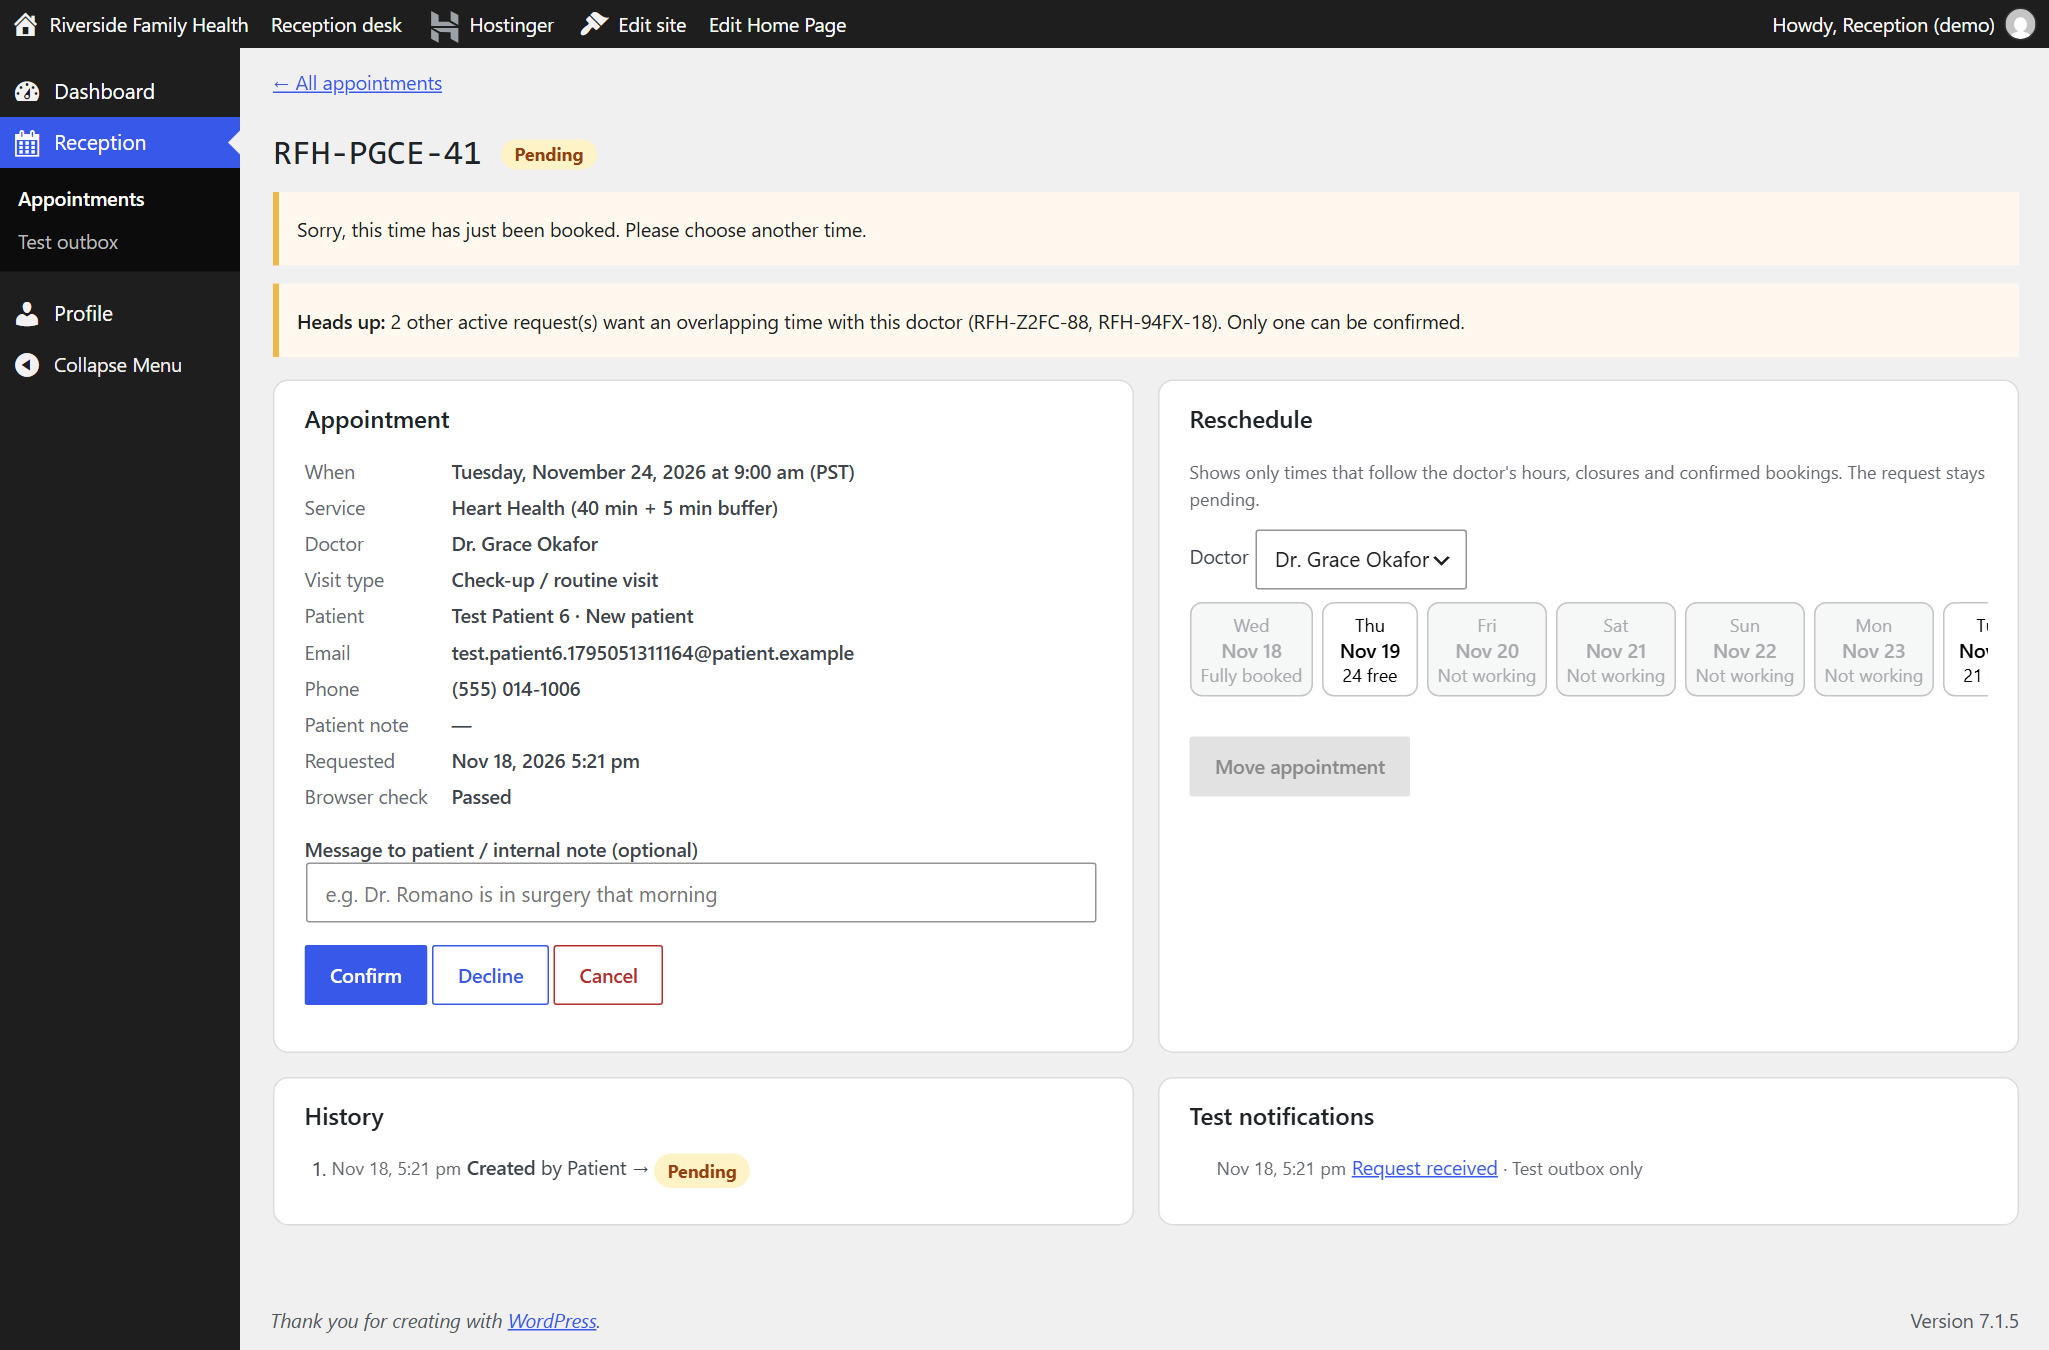 Riverside Family Health Reception desk Hostinger Edit site Edit Home Page Howdy, Reception (demo)
Dashboard
Reception
Appointments
Test outbox
Profile
Collapse Menu
← All appointments
RFH-PGCE-41 Pending
Sorry, this time has just been booked. Please choose another time.
Heads up: 2 other active request(s) want an overlapping time with this doctor (RFH-Z2FC-88, RFH-94FX-18). Only one can be confirmed.
Appointment
When Tuesday, November 24, 2026 at 9:00 am (PST)
Service Heart Health (40 min + 5 min buffer)
Doctor Dr. Grace Okafor
Visit type Check-up / routine visit
Patient Test Patient 6 · New patient
Email test.patient6.1795051311164@patient.example
Phone (555) 014-1006
Patient note —
Requested Nov 18, 2026 5:21 pm
Browser check Passed
Message to patient / internal note (optional)
e.g. Dr. Romano is in surgery that morning
Confirm Decline Cancel
Reschedule
Shows only times that follow the doctor's hours, closures and confirmed bookings. The request stays
pending.
Doctor Dr. Grace Okafor
Wed Thu Fri Sat Sun Mon
Nov 18 Nov 19 Nov 20 Nov 21 Nov 22 Nov 23
Fully booked 24 free Not working Not working Not working Not working 21
Move appointment
History
1. Nov 18, 5:21 pm Created by Patient → Pending
Test notifications
Nov 18, 5:21 pm Request received · Test outbox only
Thank you for creating with WordPress.
Version 7.1.5